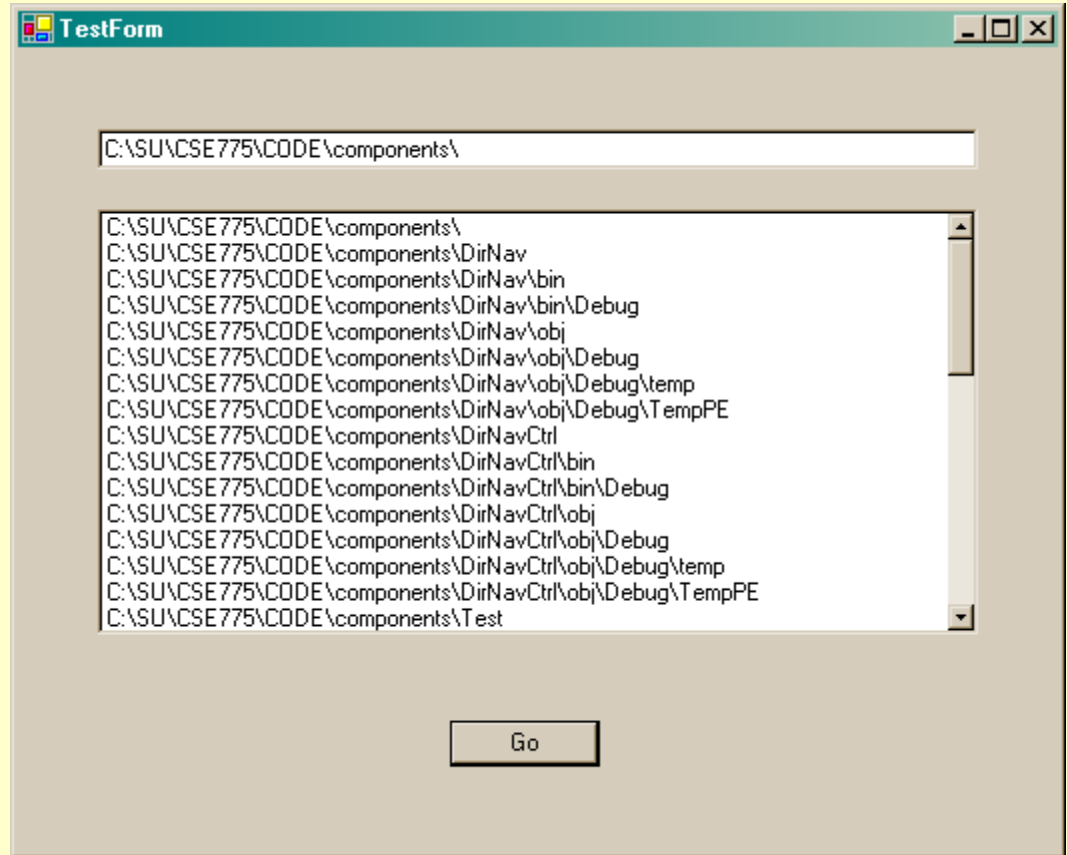 TestForm
C:\SU\CSE775\CODE\components\
C:\SU\CSE775\CODE\components\
C:\SU\CSE775\CODE\components\DirNav
C:\SU\CSE775\CODE\components\DirNav\bin
C:\SU\CSE775\CODE\components\DirNav\bin\Debug
C:\SU\CSE775\CODE\components\DirNav\obj
C:\SU\CSE775\CODE\components\DirNav\obj\Debug
C:\SU\CSE775\CODE\components\DirNav\obj\Debug\temp
C:\SU\CSE775\CODE\components\DirNav\obj\Debug\TempPE
C:\SU\CSE775\CODE\components\DirNavCtrl
C:\SU\CSE775\CODE\components\DirNavCtrl\bin
C:\SU\CSE775\CODE\components\DirNavCtrl\bin\Debug
C:\SU\CSE775\CODE\components\DirNavCtrl\obj
C:\SU\CSE775\CODE\components\DirNavCtrl\obj\Debug
C:\SU\CSE775\CODE\components\DirNavCtrl\obj\Debug\temp
C:\SU\CSE775\CODE\components\DirNavCtrl\obj\Debug\TempPE
C:\SU\CSE775\CODE\components\Test
Go